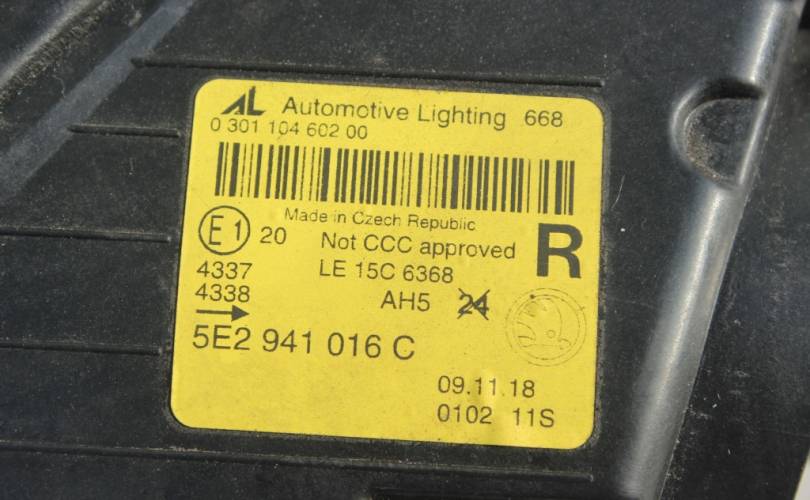 AL Automotive Lighting 668
0 301 104 602 00
Made in Czech Republic
E1 20 Not CCC approved R
4337 LE 15C 6368
4338 AH5 24
5E2 941 016 C
09.11.18
0102 11S